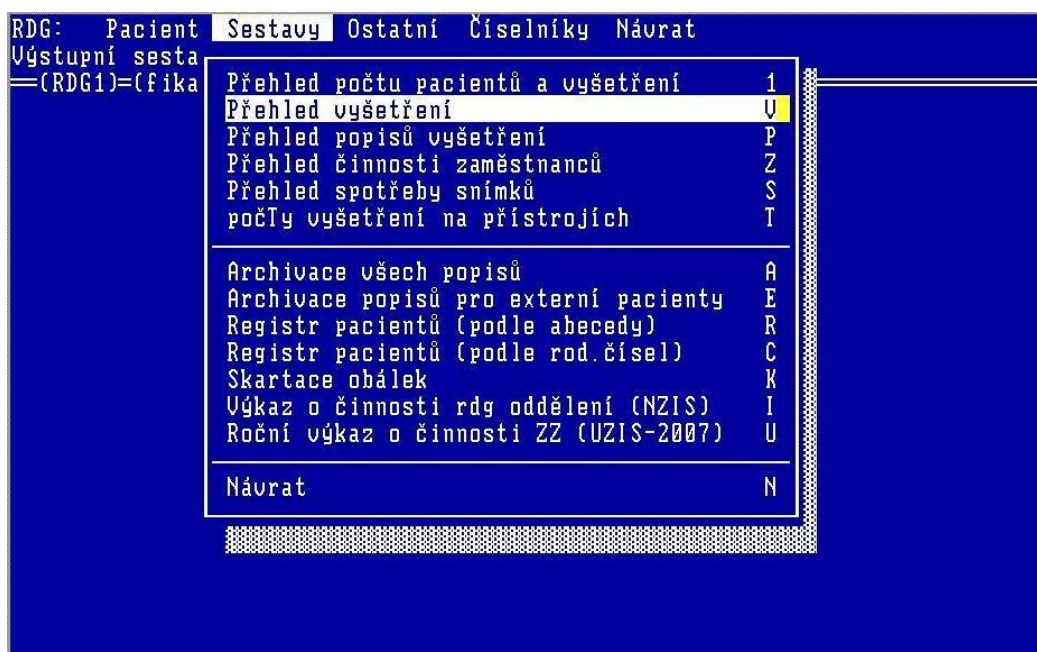 RDG: Pacient Sestavy Ostatní Číselníky Návrat
Výstupní sesta
(RDG1)=(fika
Přehled počtu pacientů a vyšetření 1
Přehled vyšetření V
Přehled popisů vyšetření P
Přehled činnosti zaměstnanců Z
Přehled spotřeby snímků S
počTy vyšetření na přístrojích T
Archivace všech popisů A
Archivace popisů pro externí pacienty E
Registr pacientů (podle abecedy) R
Registr pacientů (podle rod.čísel) C
Skartace obálek K
Výkaz o činnosti rdg oddělení (NZIS) I
Roční výkaz o činnosti ZZ (UZIS-2007) U
Návrat N